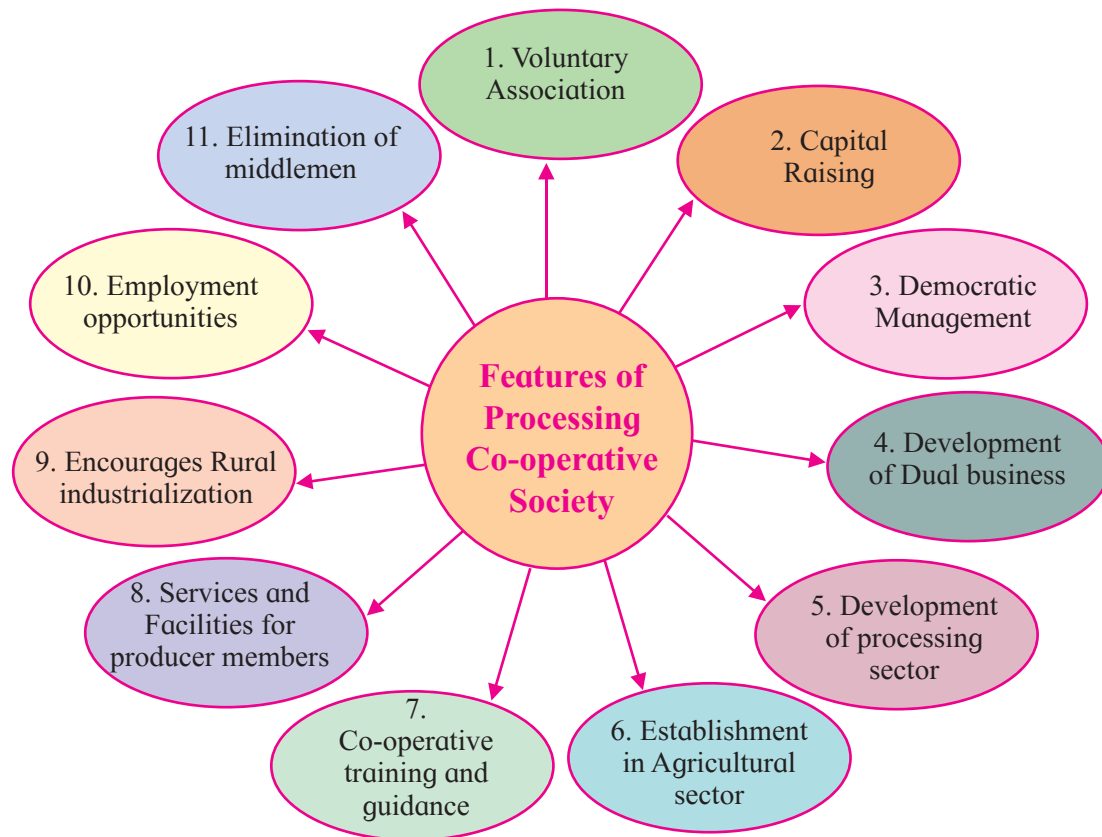 Features of
Processing
Co-operative
Society
1. Voluntary
Association
2. Capital
Raising
3. Democratic
Management
4. Development
of Dual business
5. Development
of processing
sector
6. Establishment
in Agricultural
sector
7.
Co-operative
training and
guidance
8. Services and
Facilities for
producer members
9. Encourages Rural
industrialization
10. Employment
opportunities
11. Elimination of
middlemen